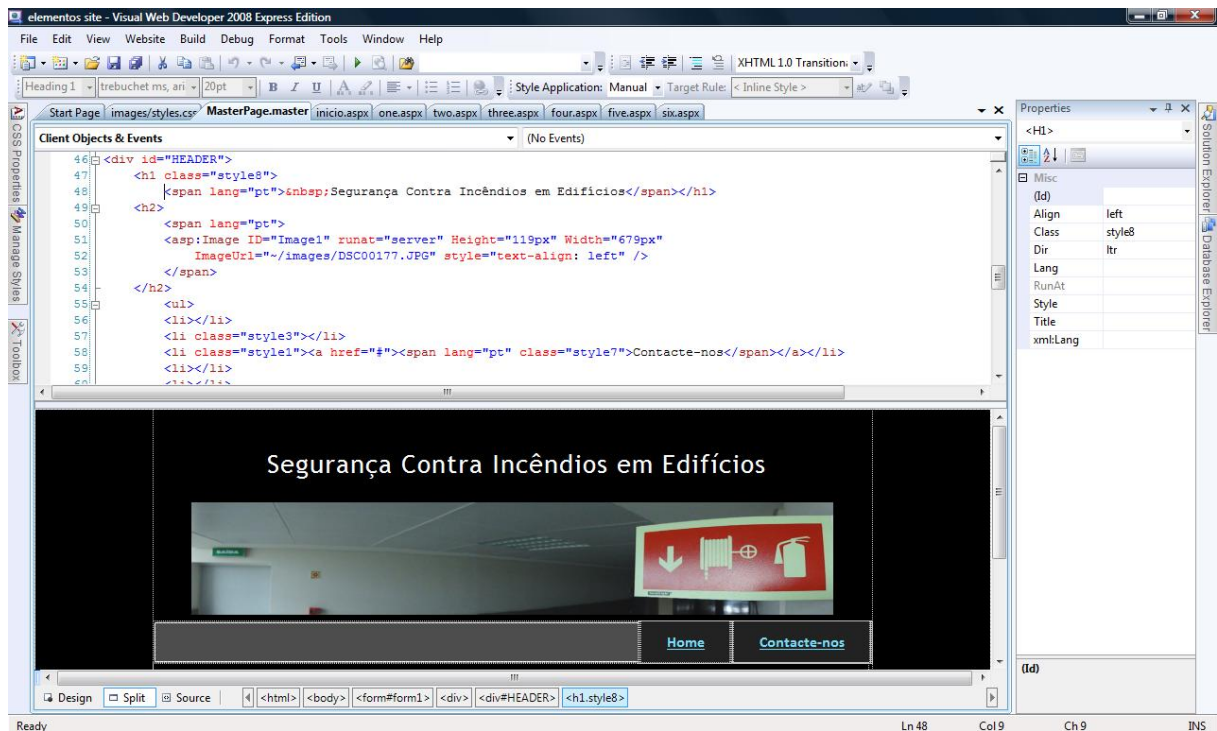 elementos site - Visual Web Developer 2008 Express Edition
File Edit View Website Build Debug Format Tools Window Help
XHTML 1.0 Transition:
Heading 1 trebuchet ms, ari 20pt B I U A Style Application: Manual Target Rule: < Inline Style >
Start Page images/styles.css MasterPage.master inicio.aspx one.aspx two.aspx three.aspx four.aspx five.aspx six.aspx
Client Objects & Events (No Events)
46 <div id="HEADER">
47 <h1 class="style8">
48 <span lang="pt">&nbsp;Segurança Contra Incêndios em Edificios</span></h1>
49 <h2>
50 <span lang="pt">
51 <asp:Image ID="Image1" runat="server" Height="119px" Width="679px"
52 ImageUrl="~/images/DSC00177.JPG" style="text-align: left" />
53 </span>
54 </h2>
55 <ul>
56 <li></li>
57 <li class="style3"></li>
58 <li class="style1"><a href="#"><span lang="pt" class="style7">Contacte-nos</span></a></li>
59 <li></li>
60 <li></li>
CSS Properties
Manage Styles
Toolbox
Segurança Contra Incêndios em Edifícios
SAÍDA
Home Contacte-nos
Design Split Source <html> <body> <form#form1> <div> <div#HEADER> <h1.style8>
Properties
<H1>
Misc
(Id)
Align left
Class style8
Dir ltr
Lang
RunAt
Style
Title
xml:Lang
(Id)
Solution Explorer
Database Explorer
Ready Ln 48 Col 9 Ch 9 INS